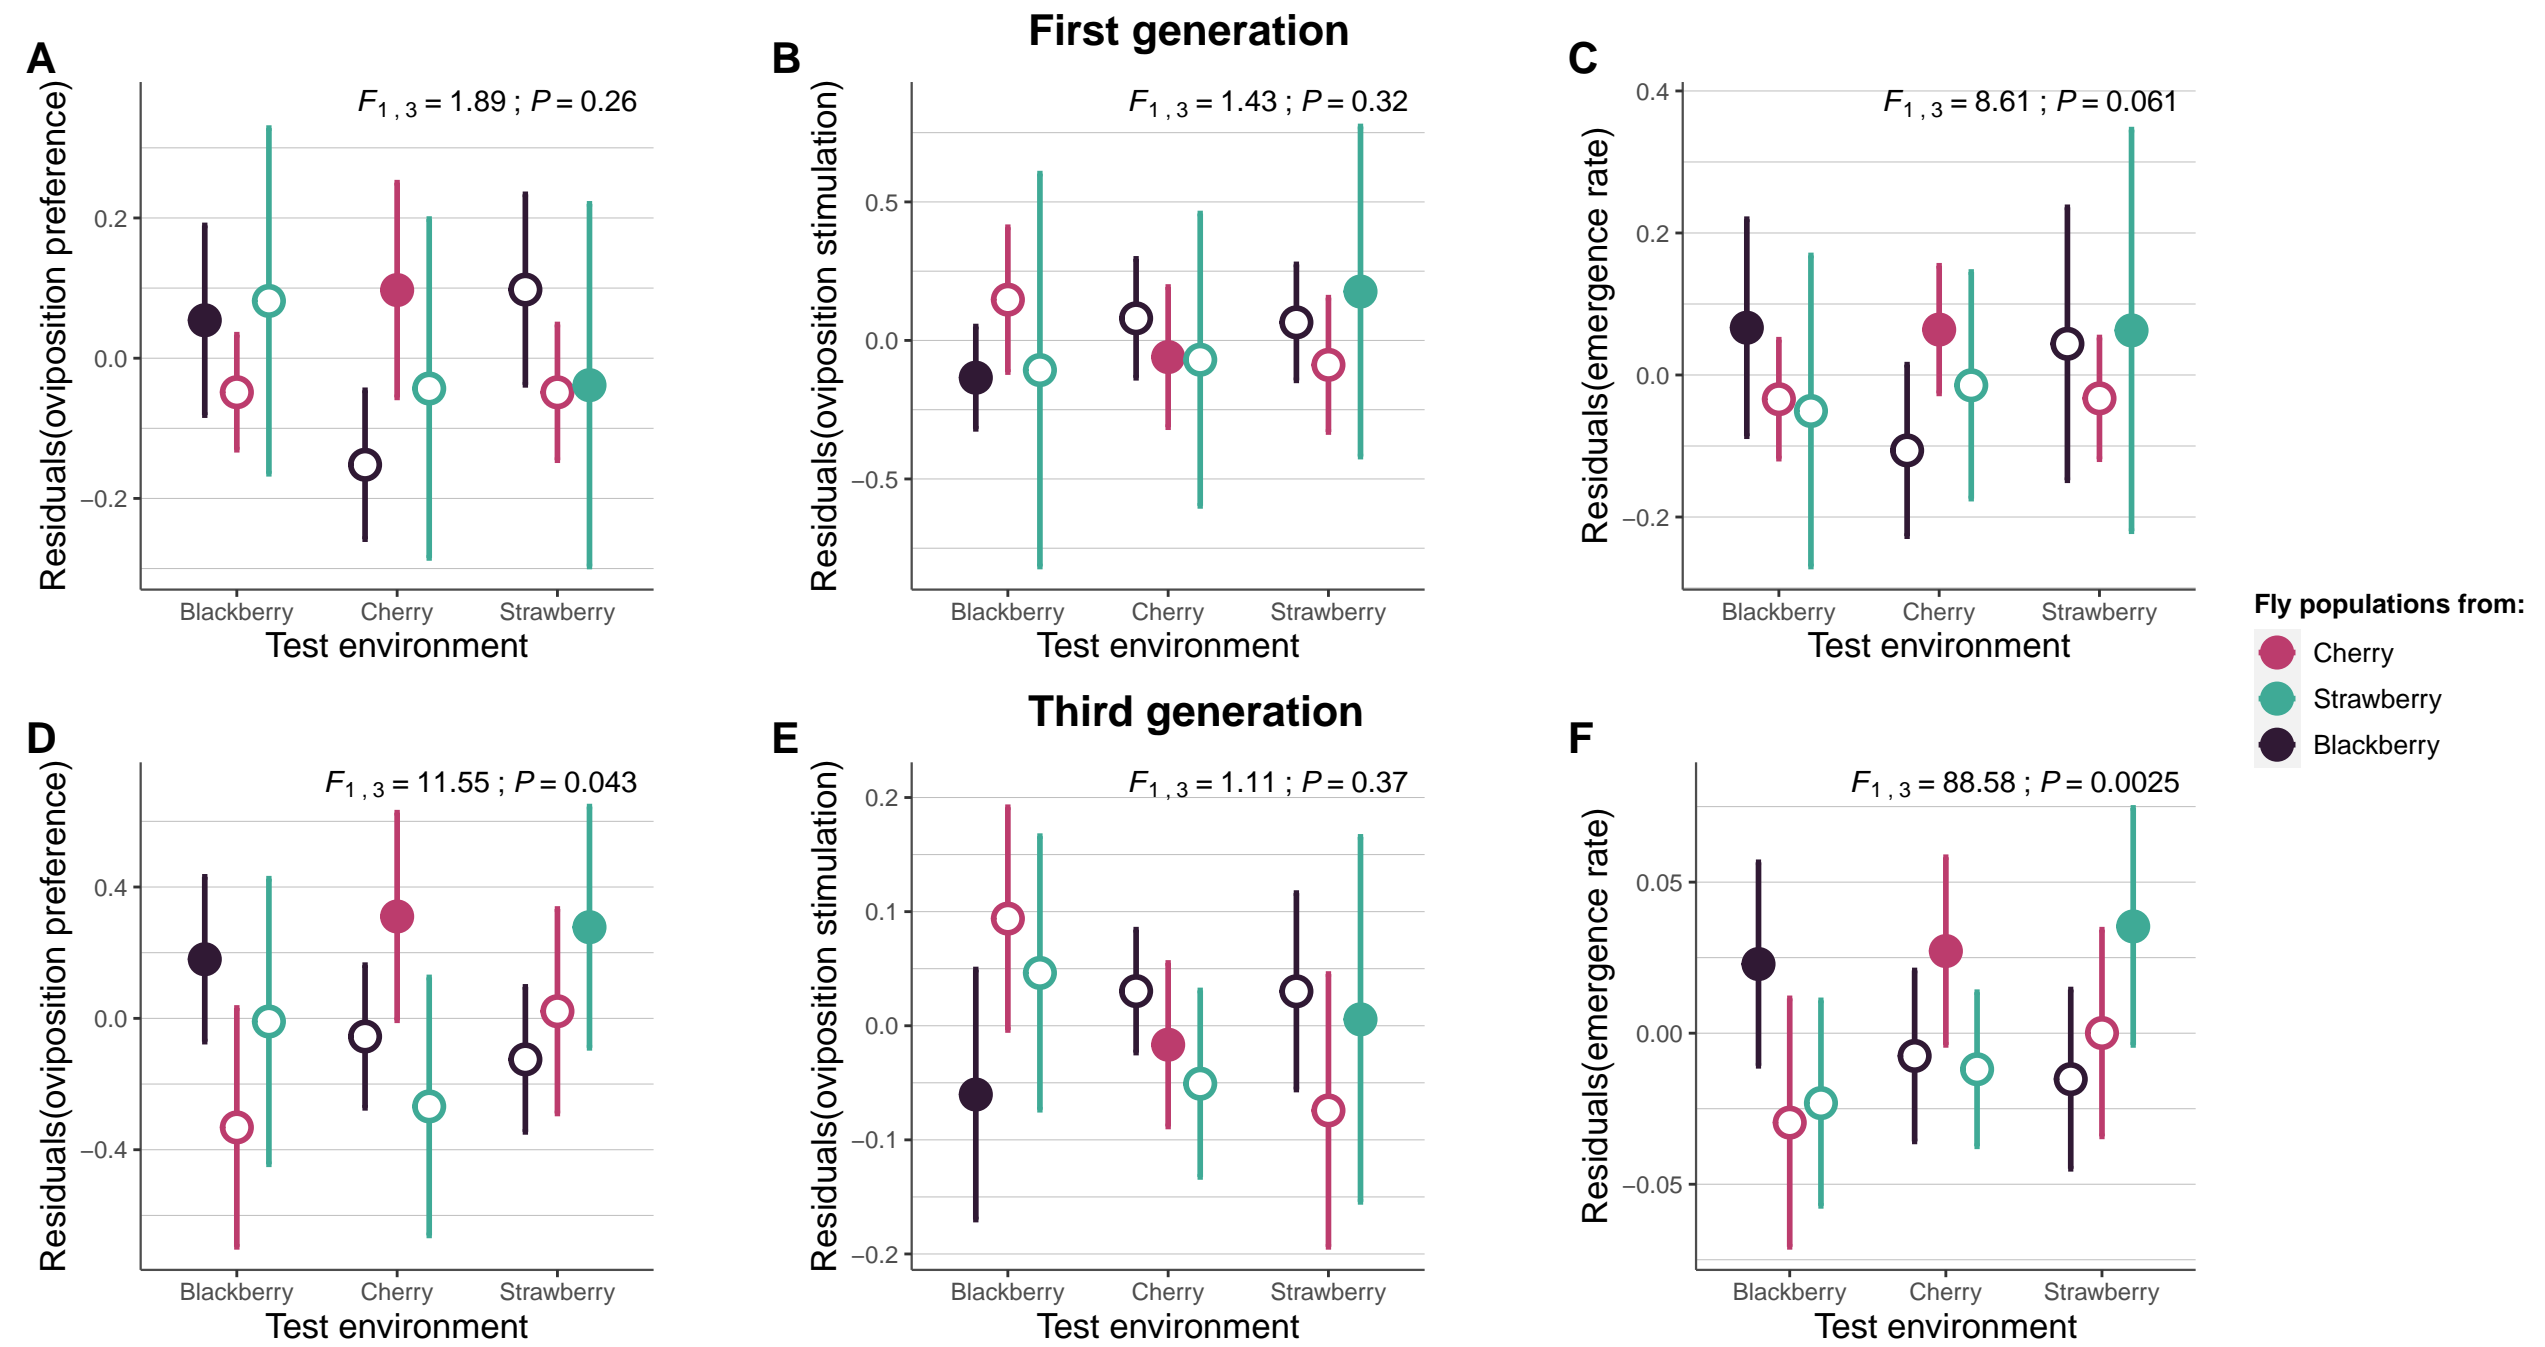 First generation
A
B
C
Residuals(oviposition preference)
F1 , 3 = 1.89 ; P = 0.26
0.2
0.0
−0.2
Blackberry Cherry Strawberry
Test environment
Residuals(oviposition stimulation)
F1 , 3 = 1.43 ; P = 0.32
0.5
0.0
−0.5
Blackberry Cherry Strawberry
Test environment
Residuals(emergence rate)
F1 , 3 = 8.61 ; P = 0.061
0.4
0.2
0.0
−0.2
Blackberry Cherry Strawberry
Test environment
Fly populations from:
Cherry
Strawberry
Blackberry
Third generation
D
E
F
Residuals(oviposition preference)
F1 , 3 = 11.55 ; P = 0.043
0.4
0.0
−0.4
Blackberry Cherry Strawberry
Test environment
Residuals(oviposition stimulation)
F1 , 3 = 1.11 ; P = 0.37
0.2
0.1
0.0
−0.1
−0.2
Blackberry Cherry Strawberry
Test environment
Residuals(emergence rate)
F1 , 3 = 88.58 ; P = 0.0025
0.05
0.00
−0.05
Blackberry Cherry Strawberry
Test environment